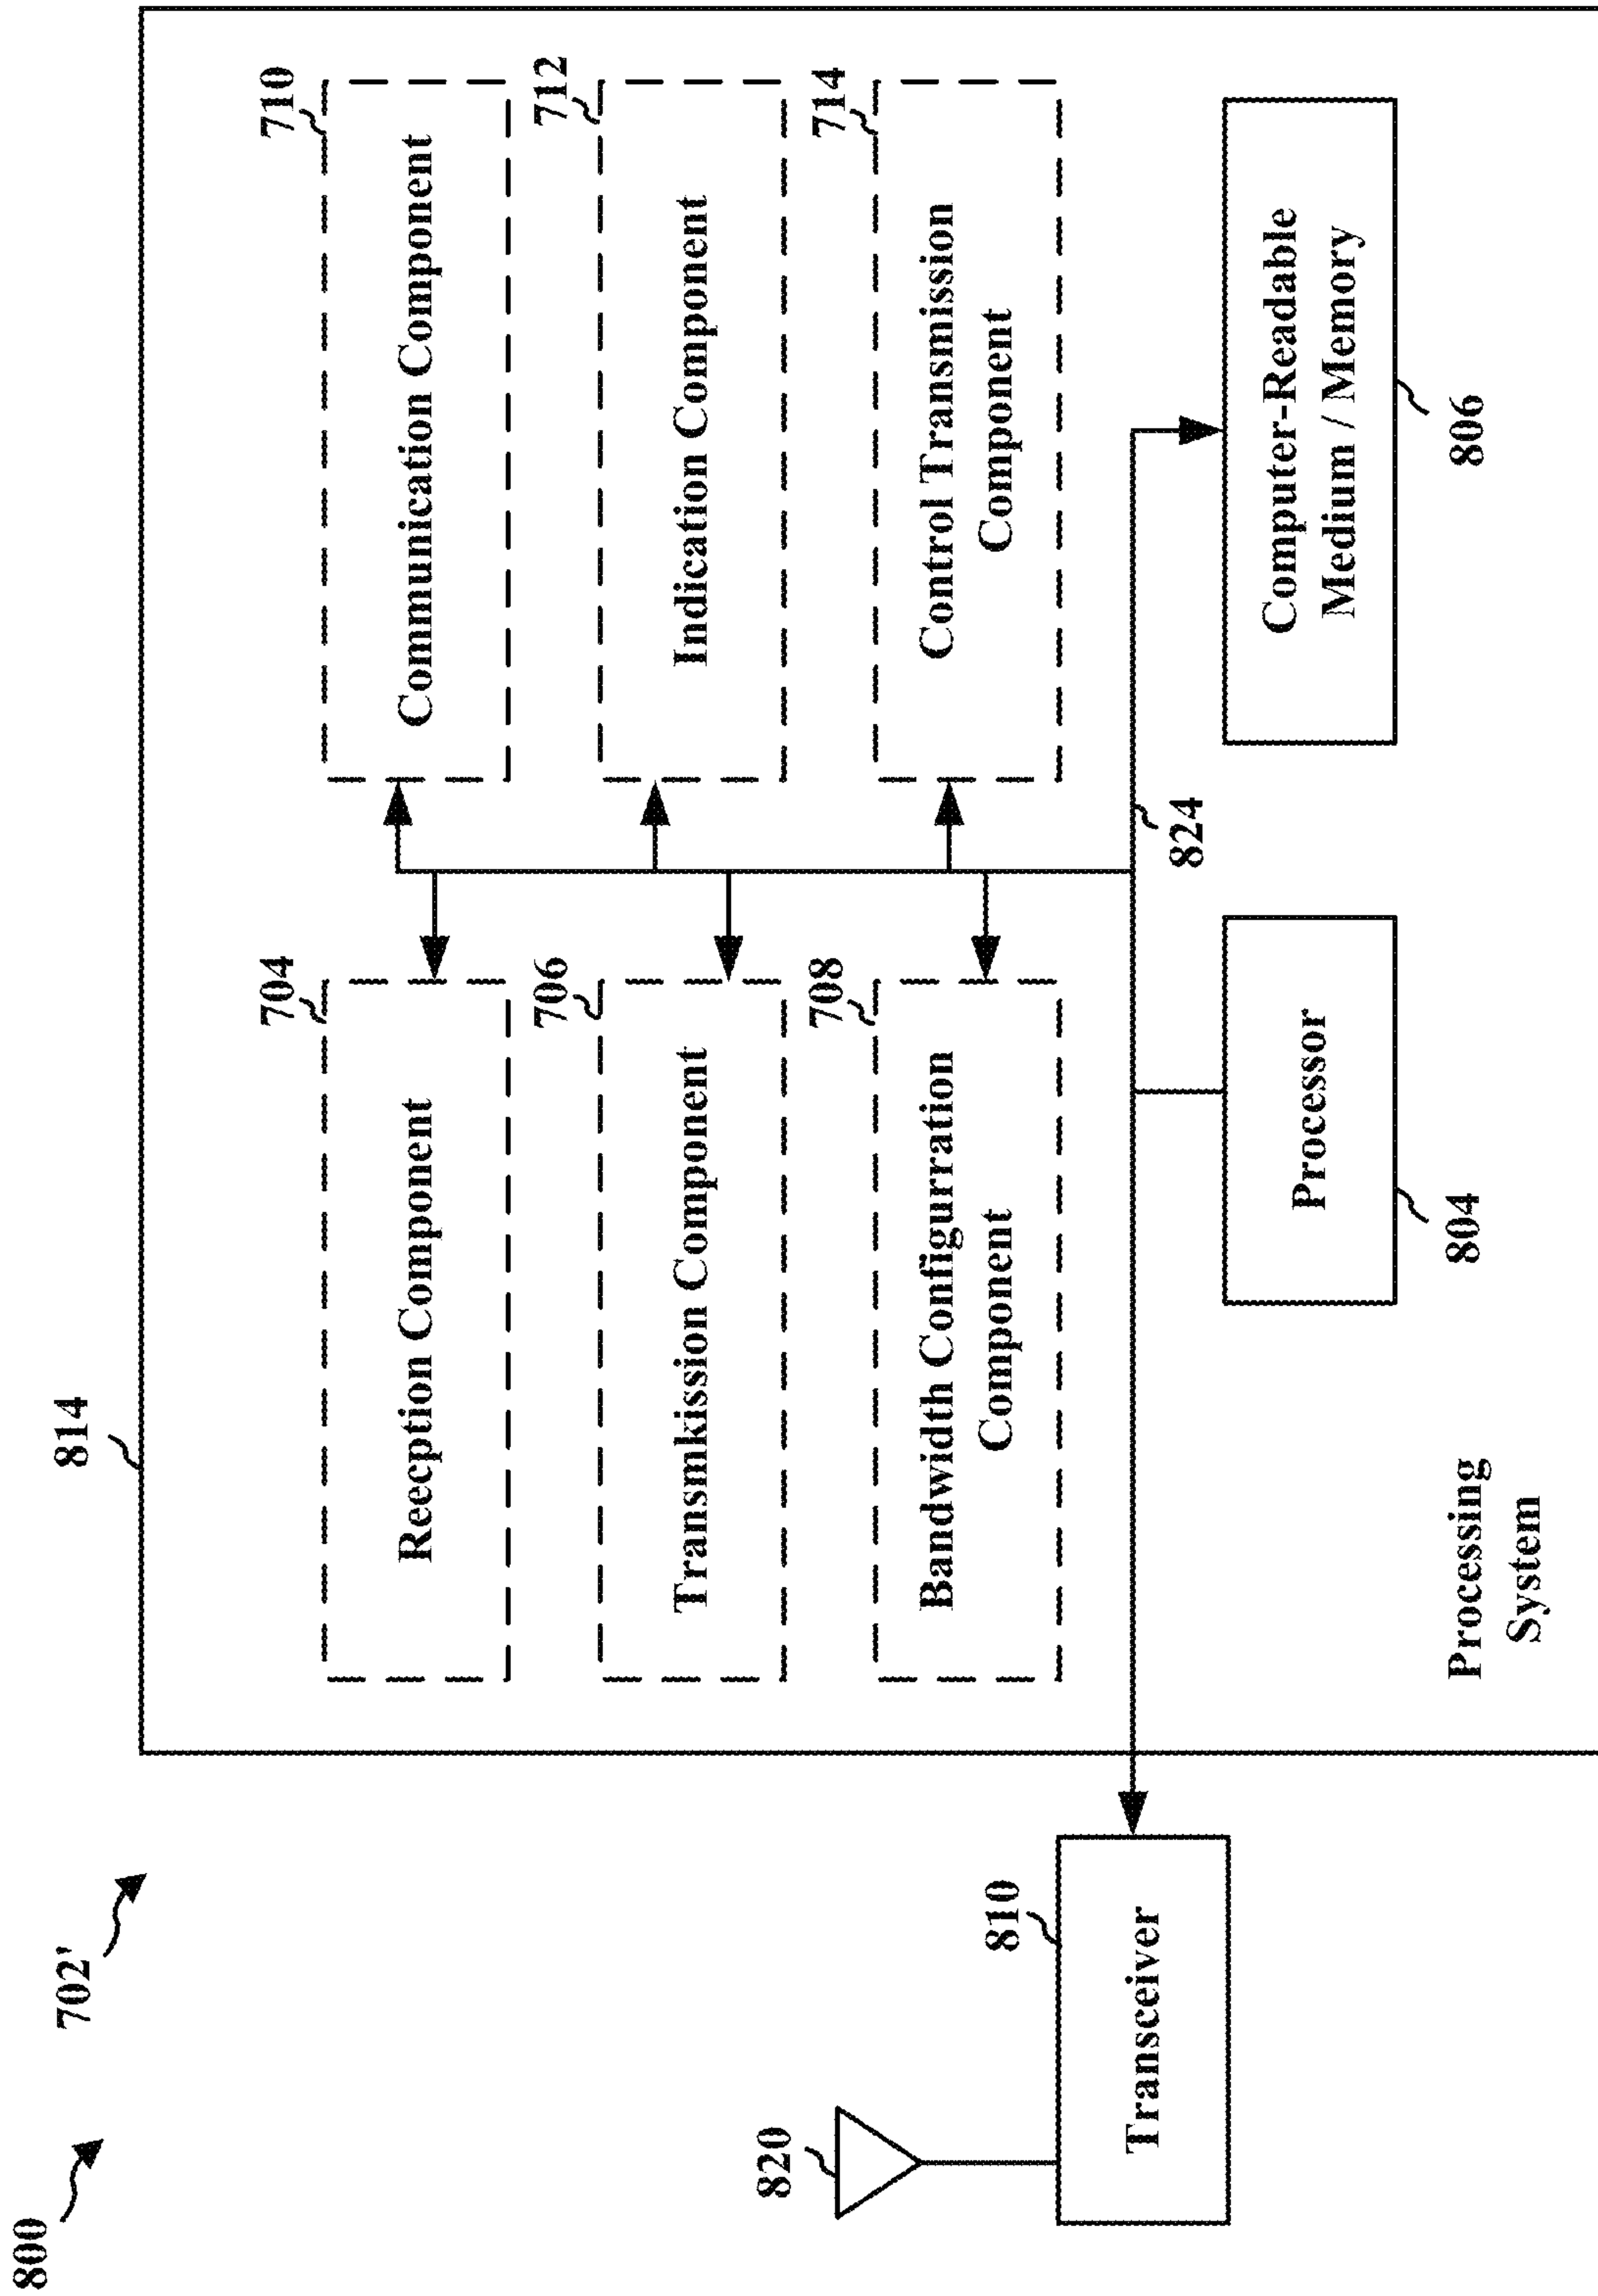 800
702'
814
704
Reecption Component
710
Communication Component
706
Transmkission Component
712
Indication Component
708
Bandwidth Configurration
Component
714
Control Transmission
Component
820
810
Transceiver
824
Processor
804
Computer-Readable
Medium / Memory
806
Processing
System